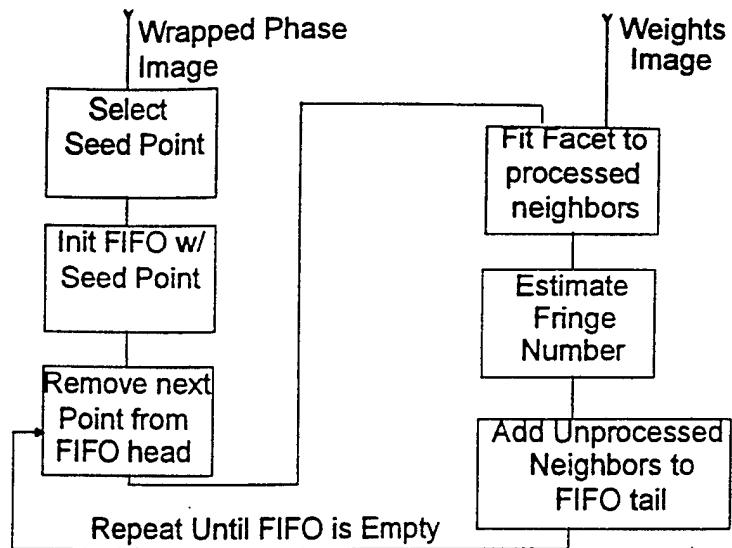 Wrapped Phase
Image
Select
Seed Point
Init FIFO w/
Seed Point
Remove next
Point from
FIFO head
Weights
Image
Fit Facet to
processed
neighbors
Estimate
Fringe
Number
Add Unprocessed
Neighbors to
FIFO tail
Repeat Until FIFO is Empty